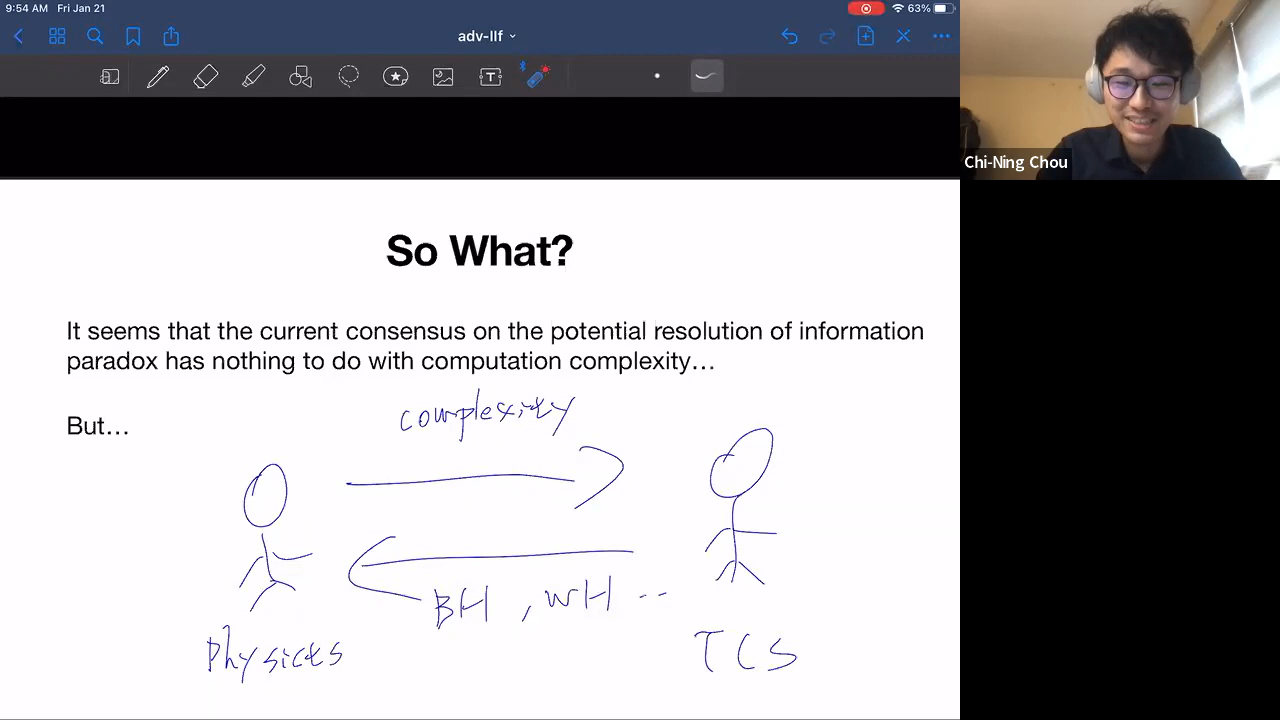 9:54 AM Fri Jan 21
63%
adv-llf
T
Chi-Ning Chou
So What?
It seems that the current consensus on the potential resolution of information
paradox has nothing to do with computation complexity…
But…
complexity
BH , WH ..
Physicts
TCS